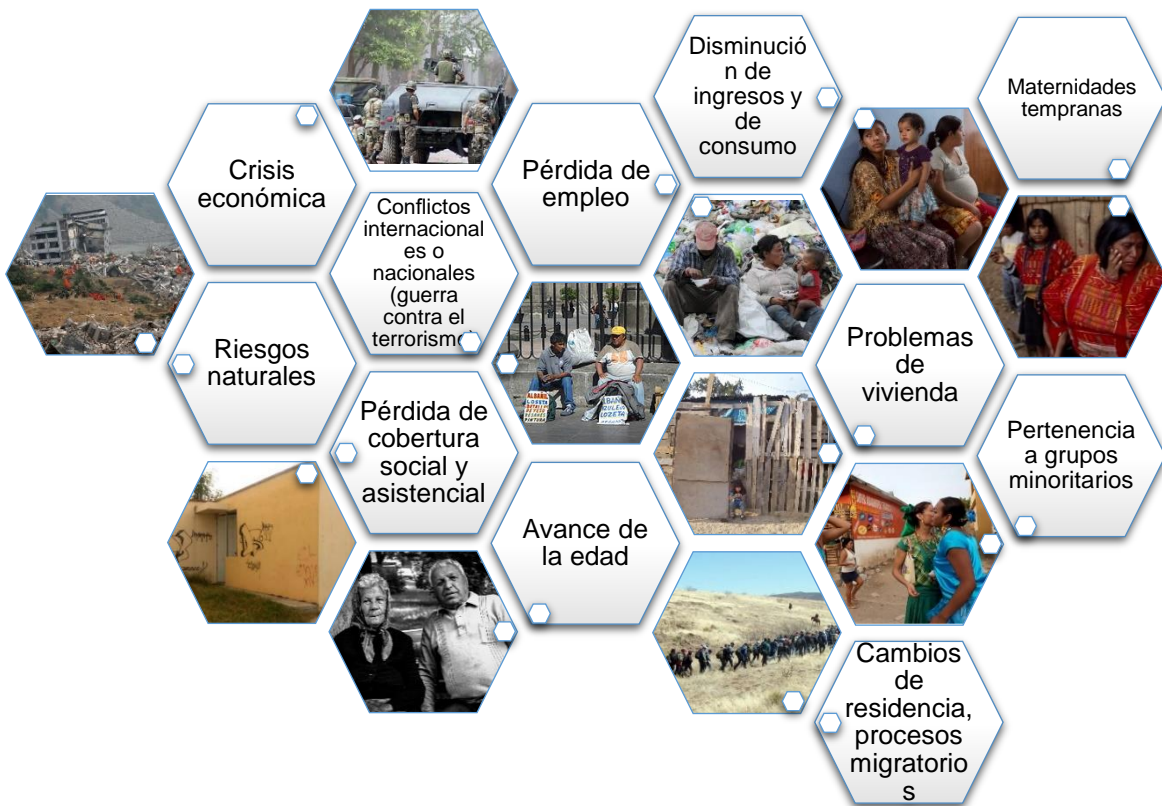 Disminució
n de
ingresos y
de
consumo
Maternidades
tempranas
Crisis
económica
Pérdida de
empleo
Conflictos
internacional
es o
nacionales
(guerra
contra el
terrorismo
Riesgos
naturales
Problemas
de
vivienda
Pérdida de
cobertura
social y
asistencial
ALBAÑIL
LOZETA
Pertenencia
a grupos
minoritarios
Avance de
la edad
Cambios
de
residencia,
procesos
migratorio
s